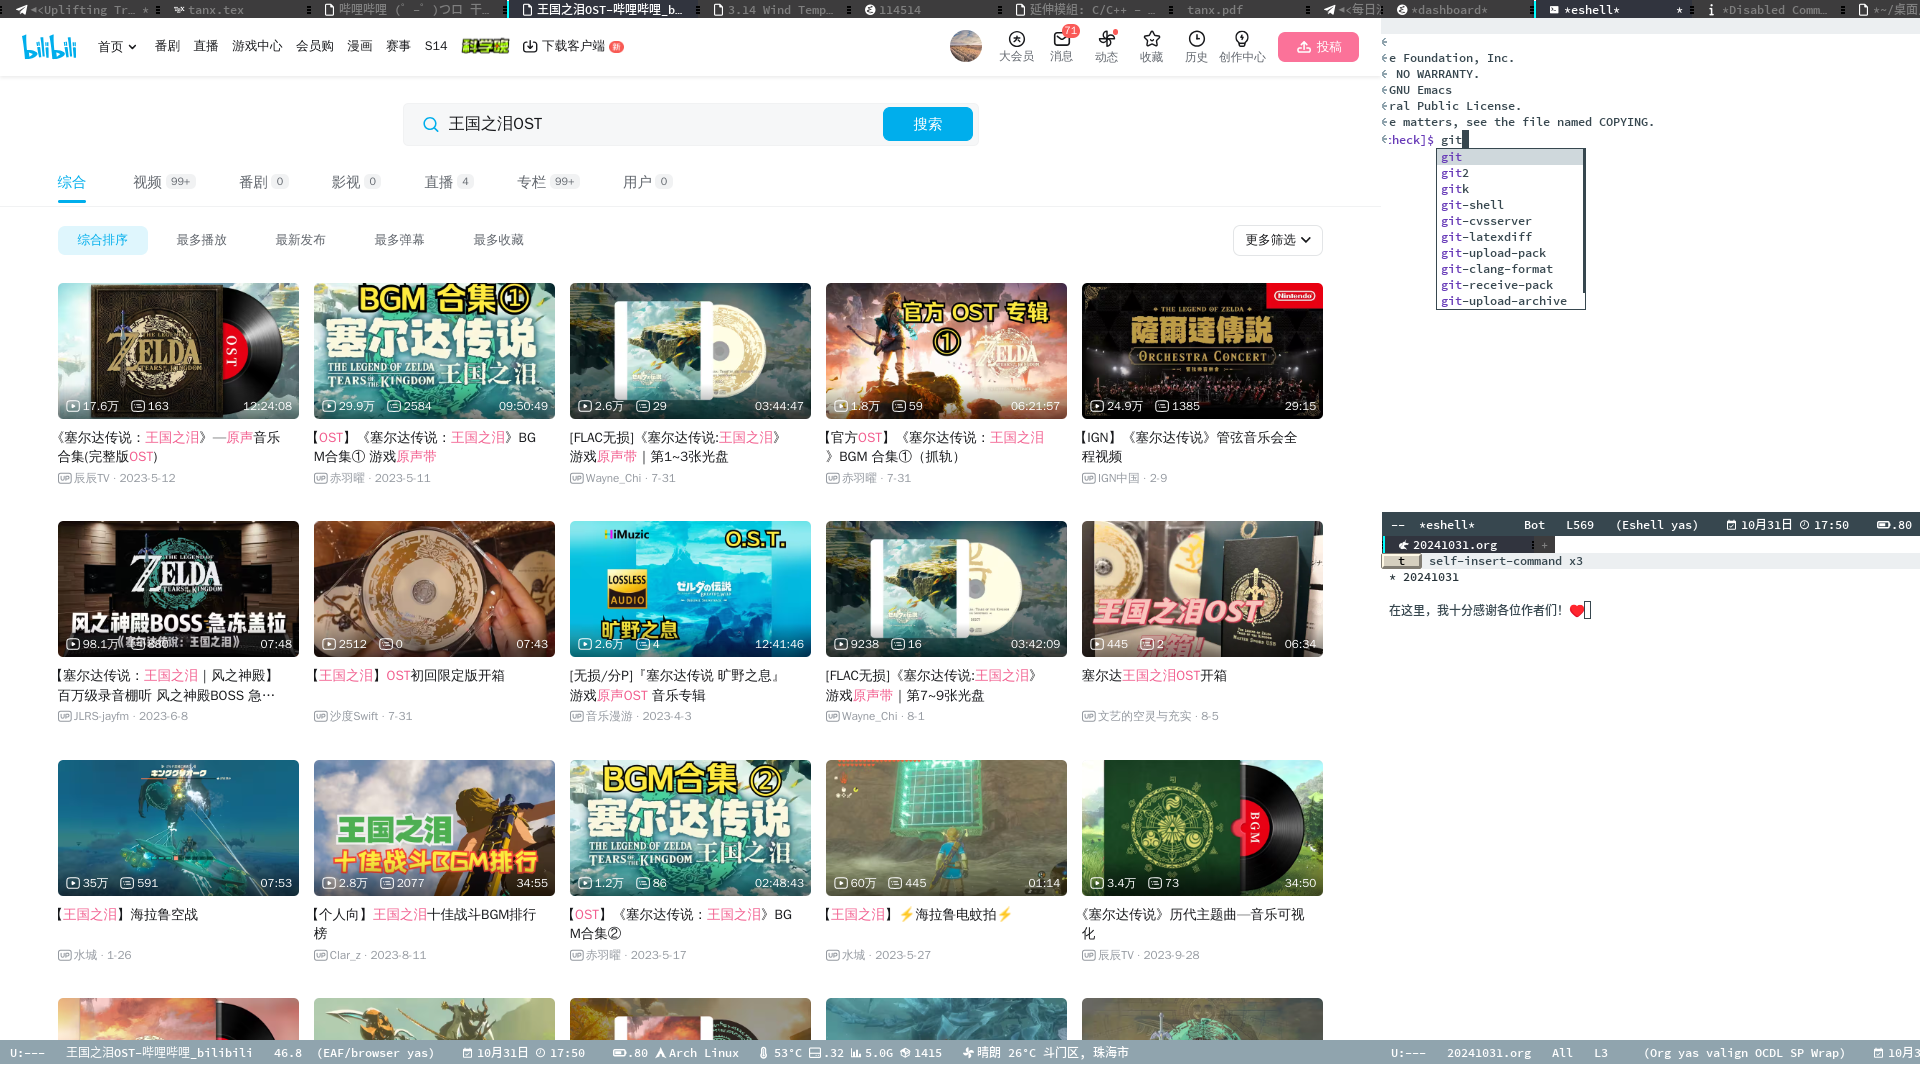 <Uplifting Tr… *
tanx.tex
哔哩哔哩 (゜-゜)つロ 干…
王国之泪OST-哔哩哔哩_b…
3.14 Wind Temp…
114514
延伸模組: C/C++ - …
tanx.pdf
*dashboard*
*eshell* *
*Disabled Comm…
*~/桌面
bilibili
首页
番剧
直播
游戏中心
会员购
漫画
赛事
S14
下载客户端
新
大会员
71
消息
动态
收藏
历史
创作中心
投稿
王国之泪OST
搜索
综合
视频 99+
番剧 0
影视 0
直播 4
专栏 99+
用户 0
综合排序
最多播放
最新发布
最多弹幕
最多收藏
更多筛选
17.6万 163 12:24:08
《塞尔达传说：王国之泪》—原声音乐
合集(完整版OST)
辰辰TV · 2023-5-12
BGM 合集①
塞尔达传说
THE LEGEND OF ZELDA
TEARS OF THE KINGDOM 王国之泪
29.9万 2584 09:50:49
【OST】《塞尔达传说：王国之泪》BG
M合集① 游戏原声带
赤羽曜 · 2023-5-11
2.6万 29 03:44:47
[FLAC无损]《塞尔达传说:王国之泪》
游戏原声带｜第1~3张光盘
Wayne_Chi · 7-31
官方 OST 专辑
①
1.8万 59 06:21:57
【官方OST】《塞尔达传说：王国之泪
》BGM 合集①（抓轨）
赤羽曜 · 7-31
Nintendo
THE LEGEND OF ZELDA
薩爾達傳說
ORCHESTRA CONCERT
24.9万 1385 29:15
【IGN】《塞尔达传说》管弦音乐会全
程视频
IGN中国 · 2-9
ZELDA
风之神殿BOSS 急冻盖拉
《塞尔达传说：王国之泪》
98.1万 880 07:48
【塞尔达传说：王国之泪｜风之神殿】
百万级录音棚听 风之神殿BOSS 急…
JLRS-jayfm · 2023-6-8
2512 0 07:43
【王国之泪】OST初回限定版开箱
沙度Swift · 7-31
HiMuzic
O.S.T.
LOSSLESS
AUDIO
ゼルダの伝説
旷野之息
2.6万 4 12:41:46
[无损/分P]『塞尔达传说 旷野之息』
游戏原声OST 音乐专辑
音乐漫游 · 2023-4-3
9238 16 03:42:09
[FLAC无损]《塞尔达传说:王国之泪》
游戏原声带｜第7~9张光盘
Wayne_Chi · 8-1
王国之泪OST
开箱!
445 2 06:34
塞尔达王国之泪OST开箱
文艺的空灵与充实 · 8-5
キンググリオーク
35万 591 07:53
【王国之泪】海拉鲁空战
水城 · 1-26
王国之泪
十佳战斗BGM排行
2.8万 2077 34:55
【个人向】王国之泪十佳战斗BGM排行
榜
Clar_z · 2023-8-11
BGM合集 ②
塞尔达传说
THE LEGEND OF ZELDA
TEARS OF THE KINGDOM 王国之泪
1.2万 86 02:48:43
【OST】《塞尔达传说：王国之泪》BG
M合集②
赤羽曜 · 2023-5-17
60万 445 01:14
【王国之泪】⚡海拉鲁电蚊拍⚡
水城 · 2023-5-27
BGM
3.4万 73 34:50
《塞尔达传说》历代主题曲—音乐可视
化
辰辰TV · 2023-9-28
U:--- 王国之泪OST-哔哩哔哩_bilibili 46.8 (EAF/browser yas) 10月31日 17:50 .80 Arch Linux 53°C .32 5.0G 1415 晴朗 26°C 斗门区, 珠海市
e Foundation, Inc.
NO WARRANTY.
GNU Emacs
ral Public License.
e matters, see the file named COPYING.
:heck]$ git
git
git2
gitk
git-shell
git-cvsserver
git-latexdiff
git-upload-pack
git-clang-format
git-receive-pack
git-upload-archive
-- *eshell* Bot L569 (Eshell yas) 10月31日 17:50 .80
20241031.org +
t self-insert-command x3
* 20241031
在这里，我十分感谢各位作者们！❤
U:--- 20241031.org All L3 (Org yas valign OCDL SP Wrap) 10月3